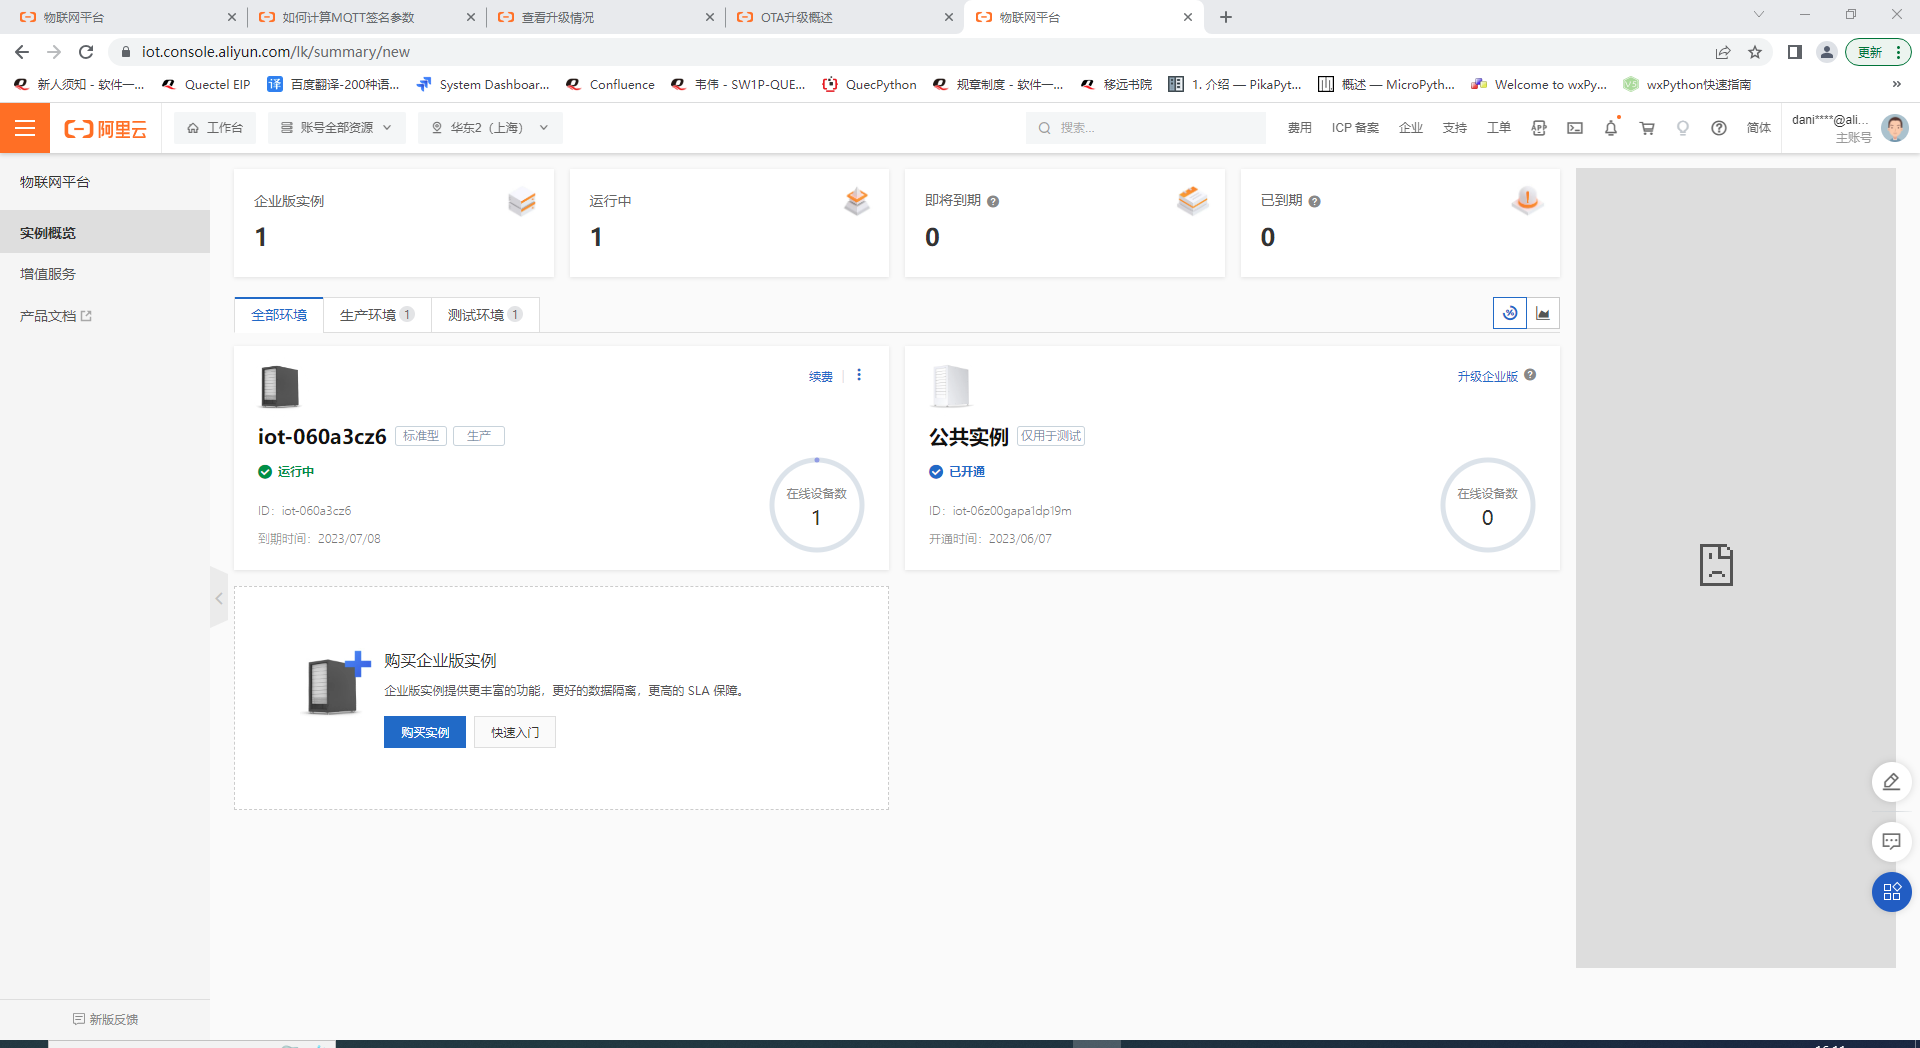 物联网平台
如何计算MQTT签名参数
查看升级情况
OTA升级概述
物联网平台
iot.console.aliyun.com/lk/summary/new
更新
新人须知 - 软件一...
Quectel EIP
百度翻译-200种语...
System Dashboar...
Confluence
韦伟 - SW1P-QUE...
QuecPython
规章制度 - 软件一...
移远书院
1. 介绍 — PikaPyt...
概述 — MicroPyth...
Welcome to wxPy...
wxPython快速指南
阿里云
工作台
账号全部资源
华东2（上海）
搜索...
费用
ICP 备案
企业
支持
工单
简体
dani****@ali...
主账号
物联网平台
实例概览
增值服务
产品文档
新版反馈
企业版实例
1
运行中
1
即将到期
0
已到期
0
全部环境
生产环境 1
测试环境 1
续费
iot-060a3cz6
标准型
生产
运行中
ID：iot-060a3cz6
到期时间：2023/07/08
在线设备数
1
升级企业版
公共实例
仅用于测试
已开通
ID：iot-06z00gapa1dp19m
开通时间：2023/06/07
在线设备数
0
购买企业版实例
企业版实例提供更丰富的功能，更好的数据隔离，更高的 SLA 保障。
购买实例
快速入门